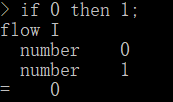 > if 0 then 1;
flow I
  number    0
  number    1
=    0